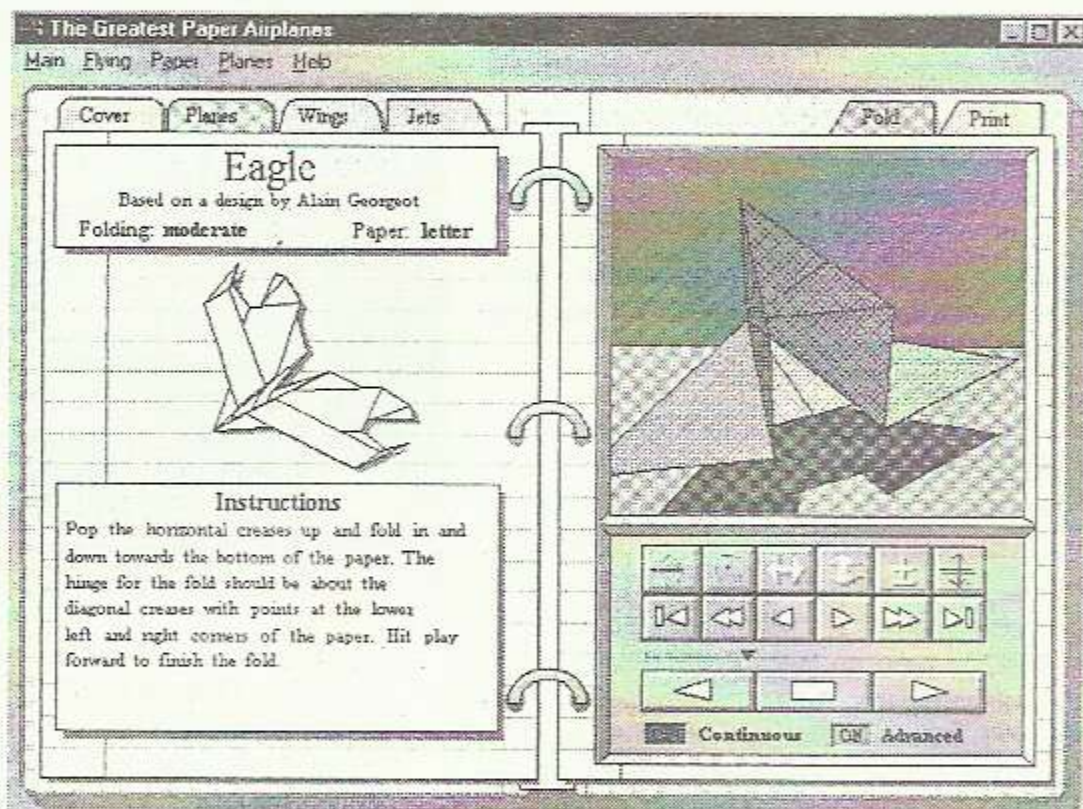 The Greatest Paper Airplanes
Main Flying Paper Planes Help
Cover Planes Wings Jets Fold Print
Eagle
Based on a design by Alain Georgeot
Folding: moderate Paper: letter
Instructions
Pop the horizontal creases up and fold in and
down towards the bottom of the paper. The
hinge for the fold should be about the
diagonal creases with points at the lower
left and right corners of the paper. Hit play
forward to finish the fold.
Continuous ON Advanced